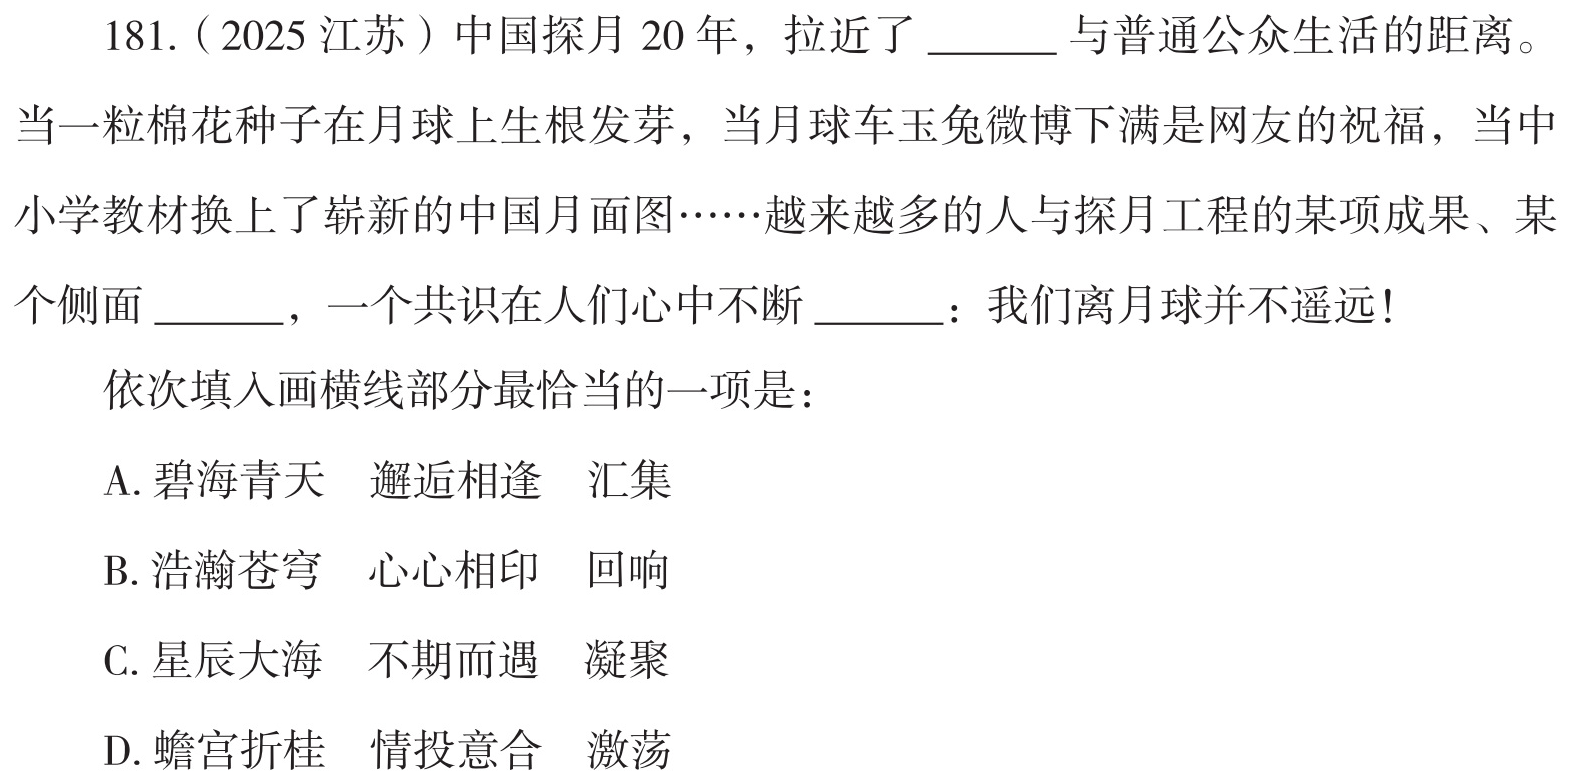 181.（2025 江苏）中国探月 20 年，拉近了 ______ 与普通公众生活的距离。
当一粒棉花种子在月球上生根发芽，当月球车玉兔微博下满是网友的祝福，当中
小学教材换上了崭新的中国月面图……越来越多的人与探月工程的某项成果、某
个侧面 ______，一个共识在人们心中不断 ______：我们离月球并不遥远！
依次填入画横线部分最恰当的一项是：
A. 碧海青天　邂逅相逢　汇集
B. 浩瀚苍穹　心心相印　回响
C. 星辰大海　不期而遇　凝聚
D. 蟾宫折桂　情投意合　激荡